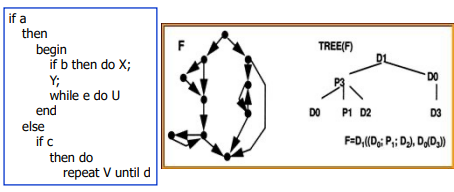 if a
then
begin
if b then do X;
Y;
while e do U
end
else
if c
then do
repeat V until d
F
TREE(F)
D1
P3
D0
D0
P1
D2
D3
F=D₁((D₀; P₁; D₂), D₀(D₃))